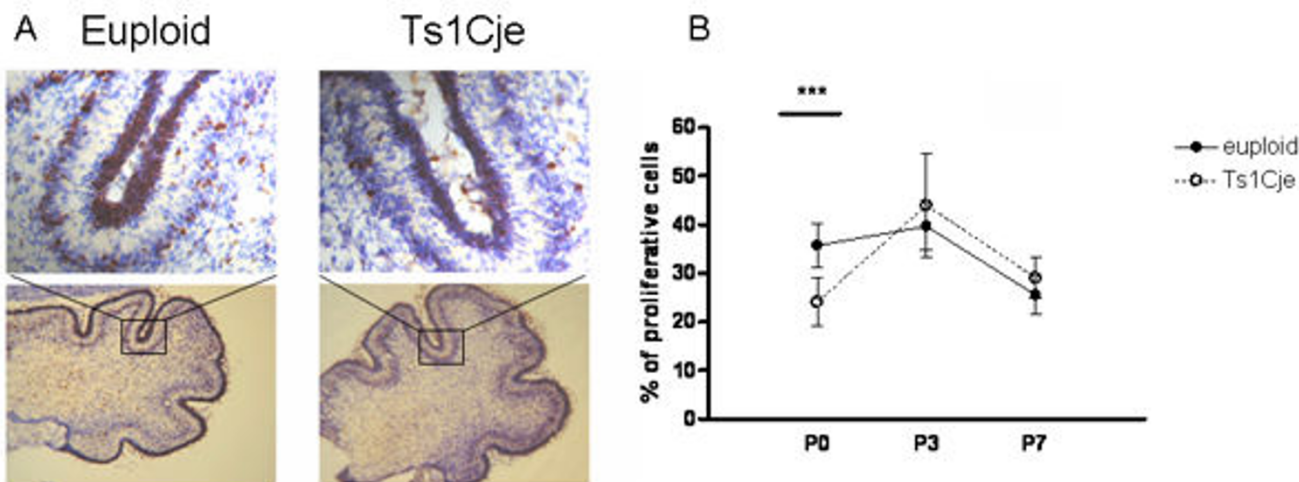 A Euploid Ts1Cje B
***
% of proliferative cells
60
50
40
30
20
10
0
P0 P3 P7
euploid
Ts1Cje